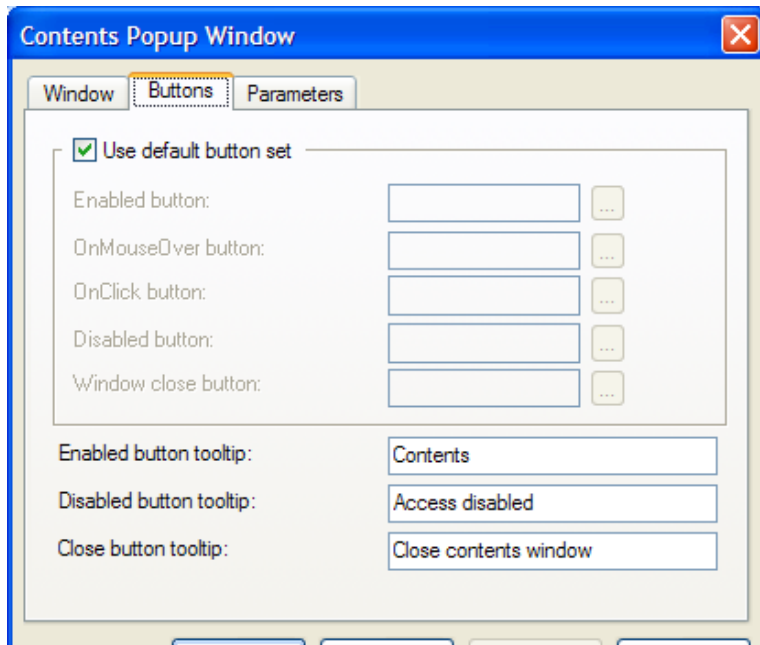 Contents Popup Window
Window Buttons Parameters
Use default button set
Enabled button: ...
OnMouseOver button: ...
OnClick button: ...
Disabled button: ...
Window close button: ...
Enabled button tooltip: Contents
Disabled button tooltip: Access disabled
Close button tooltip: Close contents window